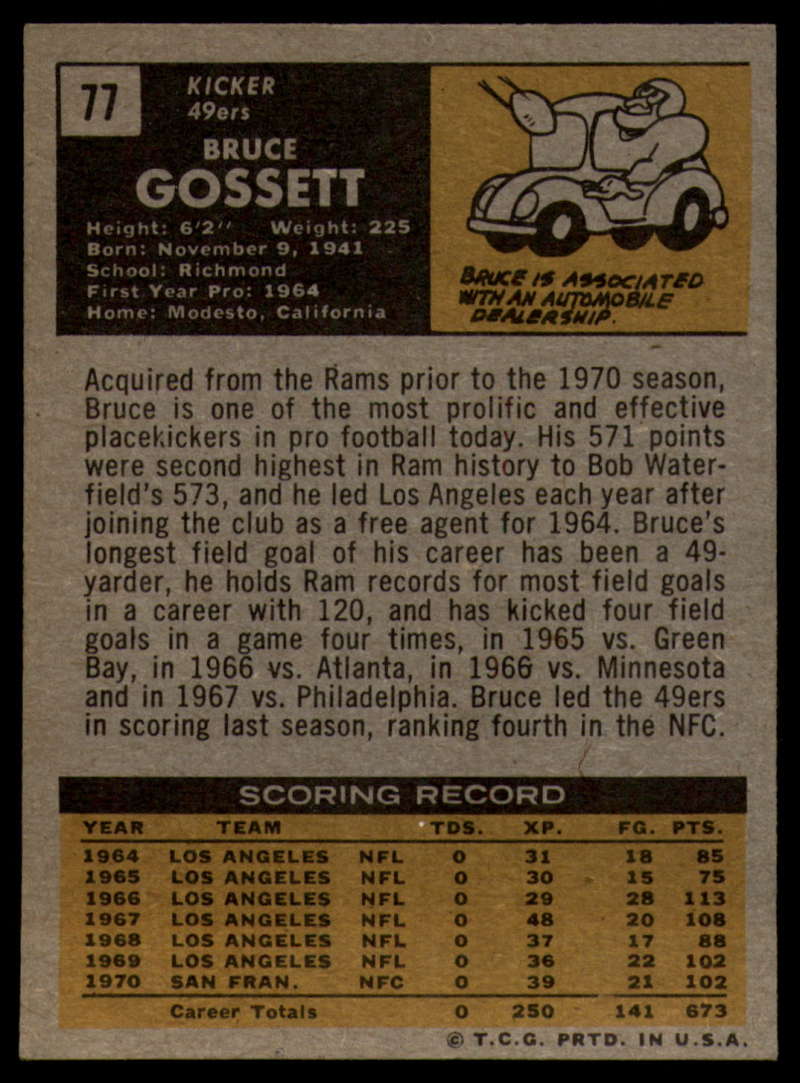 77
KICKER
49ers
BRUCE
GOSSETT
Height: 6'2" Weight: 225
Born: November 9, 1941
School: Richmond
First Year Pro: 1964
Home: Modesto, California
BRUCE IS ASSOCIATED
WITH AN AUTOMOBILE
DEALERSHIP.
Acquired from the Rams prior to the 1970 season,
Bruce is one of the most prolific and effective
placekickers in pro football today. His 571 points
were second highest in Ram history to Bob Water-
field's 573, and he led Los Angeles each year after
joining the club as a free agent for 1964. Bruce's
longest field goal of his career has been a 49-
yarder, he holds Ram records for most field goals
in a career with 120, and has kicked four field
goals in a game four times, in 1965 vs. Green
Bay, in 1966 vs. Atlanta, in 1966 vs. Minnesota
and in 1967 vs. Philadelphia. Bruce led the 49ers
in scoring last season, ranking fourth in the NFC.
SCORING RECORD
YEAR TEAM TDS. XP. FG. PTS.
1964 LOS ANGELES NFL 0 31 18 85
1965 LOS ANGELES NFL 0 30 15 75
1966 LOS ANGELES NFL 0 29 28 113
1967 LOS ANGELES NFL 0 48 20 108
1968 LOS ANGELES NFL 0 37 17 88
1969 LOS ANGELES NFL 0 36 22 102
1970 SAN FRAN. NFC 0 39 21 102
Career Totals 0 250 141 673
© T.C.G. PRTD. IN U.S.A.